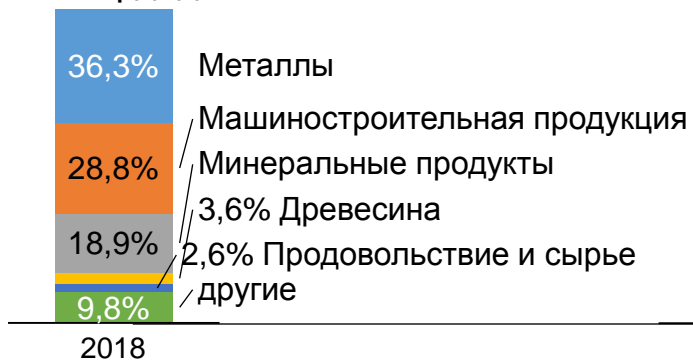 36,3% Металлы
Машиностроительная продукция
28,8%
Минеральные продукты
3,6% Древесина
18,9%
2,6% Продовольствие и сырье
другие
9,8%
2018